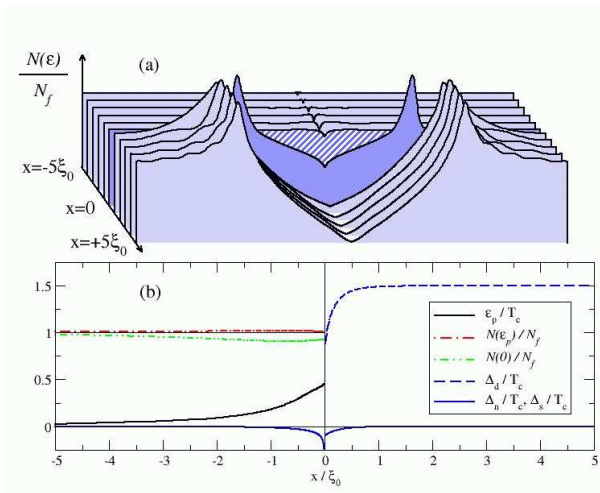 N(ε)
N_f
(a)
x=-5ξ₀
x=0
x=+5ξ₀
(b)
1.5
1
0.5
0
ε_p / T_c
N(ε_p) / N_f
N(0) / N_f
Δ_d / T_c
Δ_n / T_c , Δ_s / T_c
-5 -4 -3 -2 -1 0 1 2 3 4 5
x / ξ₀